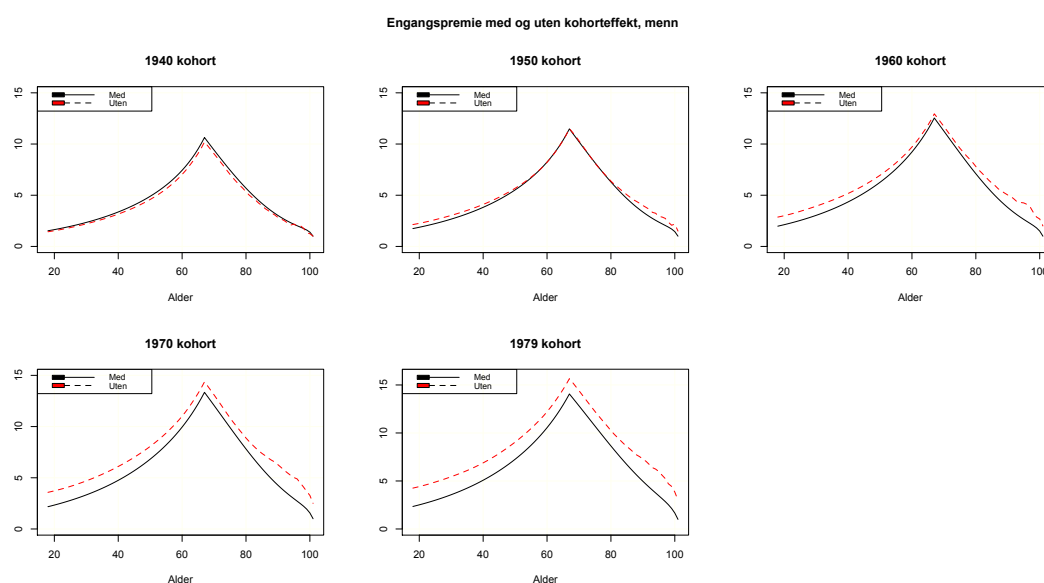 Engangspremie med og uten kohorteffekt, menn
1940 kohort
Med
Uten
0 5 10 15
20 40 60 80 100
Alder
1950 kohort
Med
Uten
0 5 10 15
20 40 60 80 100
Alder
1960 kohort
Med
Uten
0 5 10 15
20 40 60 80 100
Alder
1970 kohort
Med
Uten
0 5 10 15
20 40 60 80 100
Alder
1979 kohort
Med
Uten
0 5 10 15
20 40 60 80 100
Alder